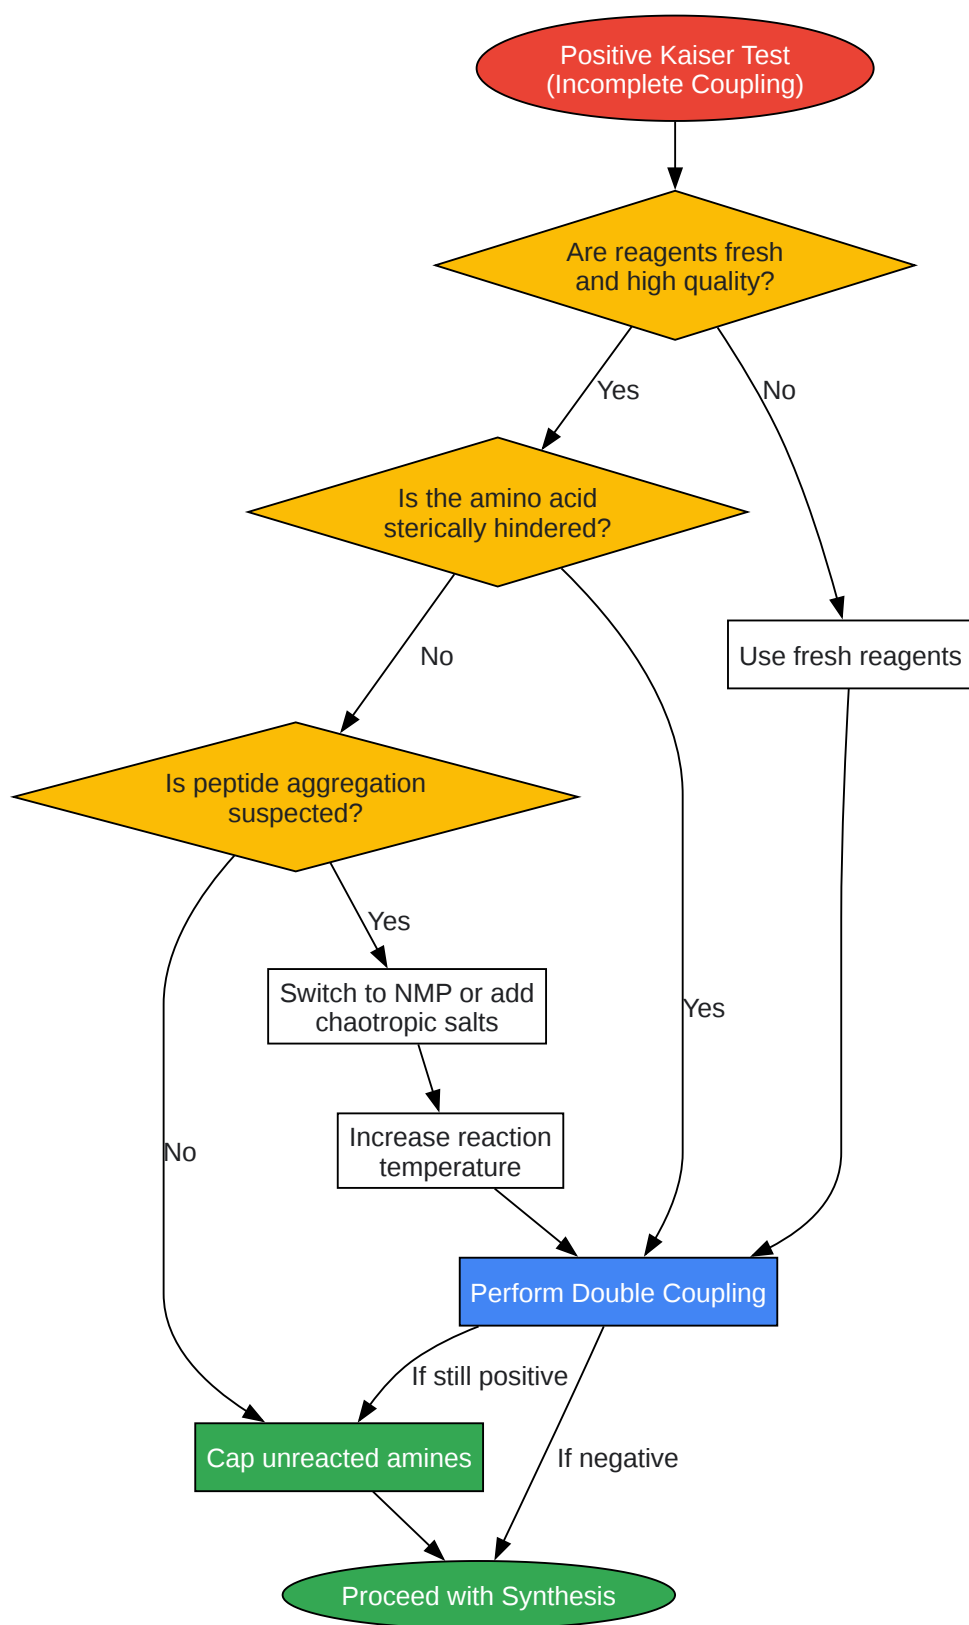 Positive Kaiser Test
(Incomplete Coupling)
Are reagents fresh
and high quality?
Yes
No
Is the amino acid
sterically hindered?
No
Use fresh reagents
Is peptide aggregation
suspected?
Yes
Switch to NMP or add
chaotropic salts
Yes
Increase reaction
temperature
No
Perform Double Coupling
If still positive
Cap unreacted amines
If negative
Proceed with Synthesis